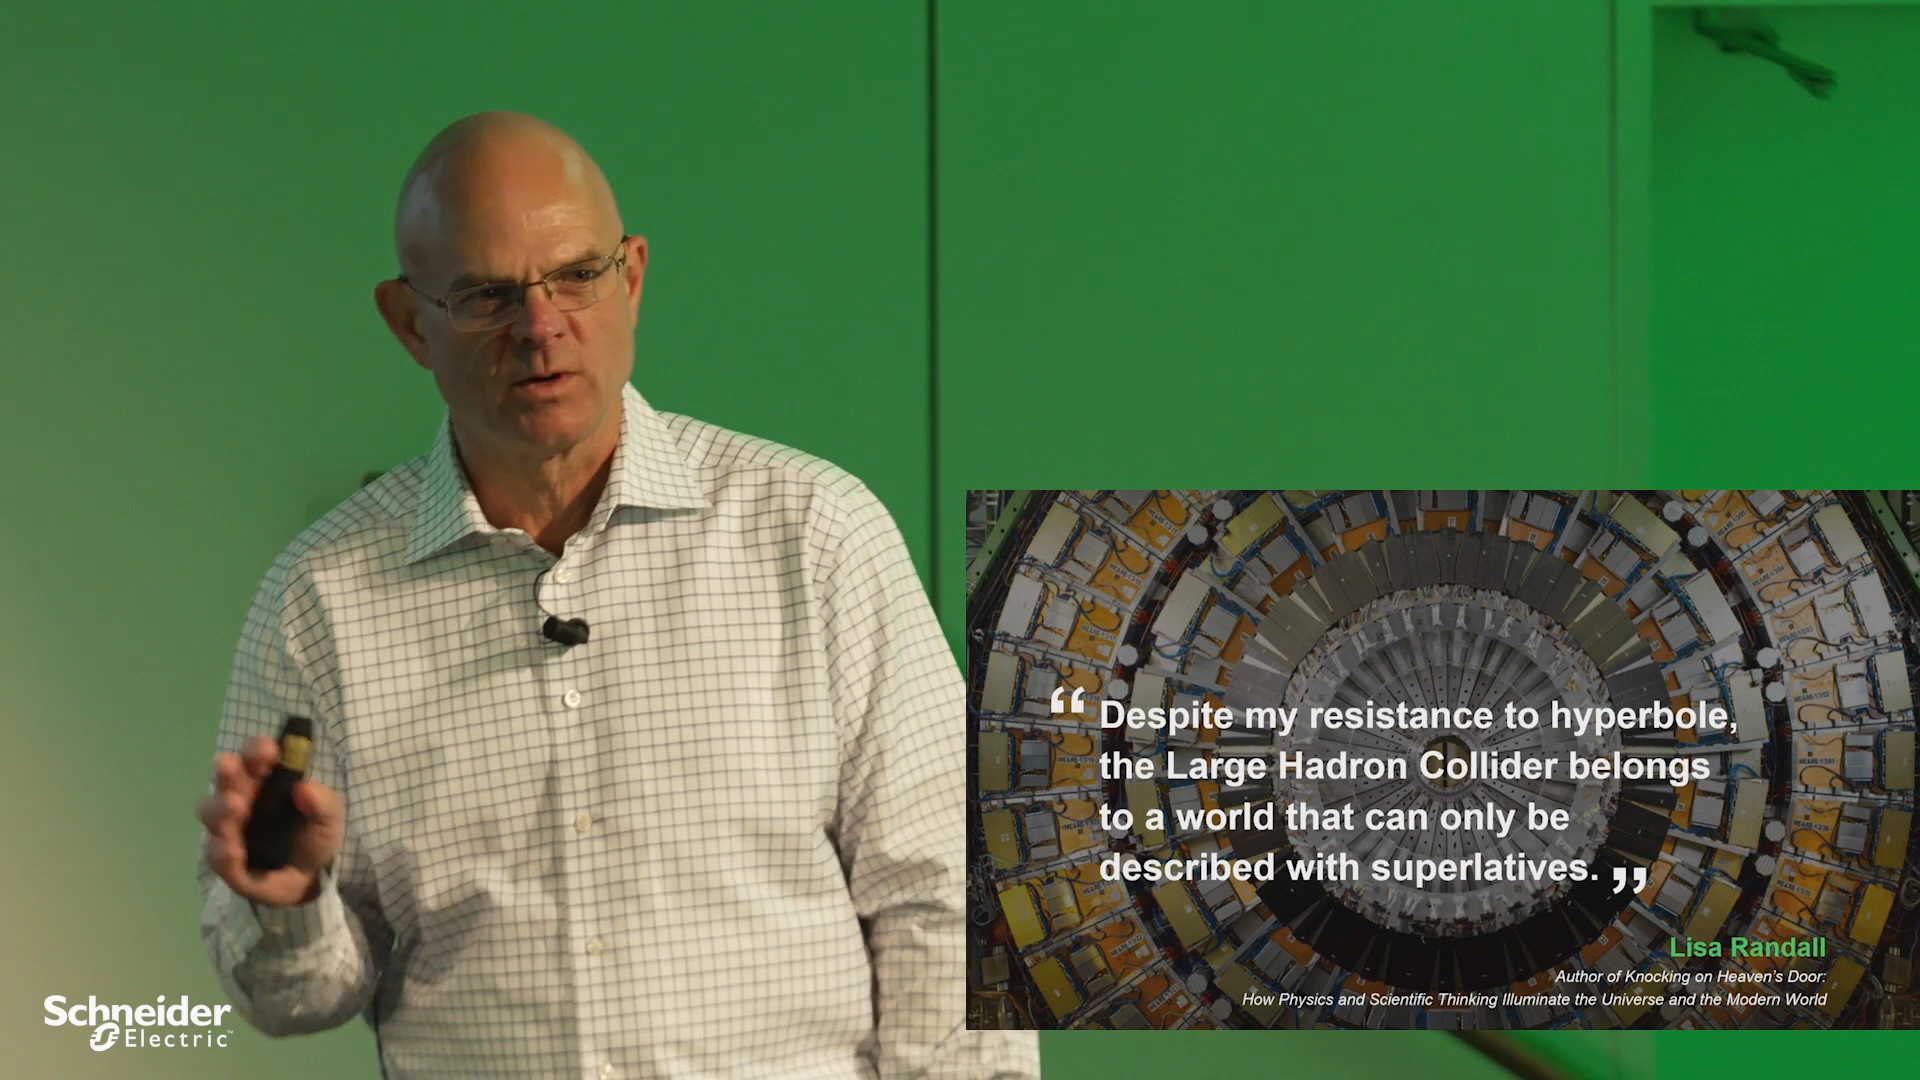 “ Despite my resistance to hyperbole,
the Large Hadron Collider belongs
to a world that can only be
described with superlatives. ”
Lisa Randall
Author of Knocking on Heaven's Door:
How Physics and Scientific Thinking Illuminate the Universe and the Modern World
Schneider
Electric™